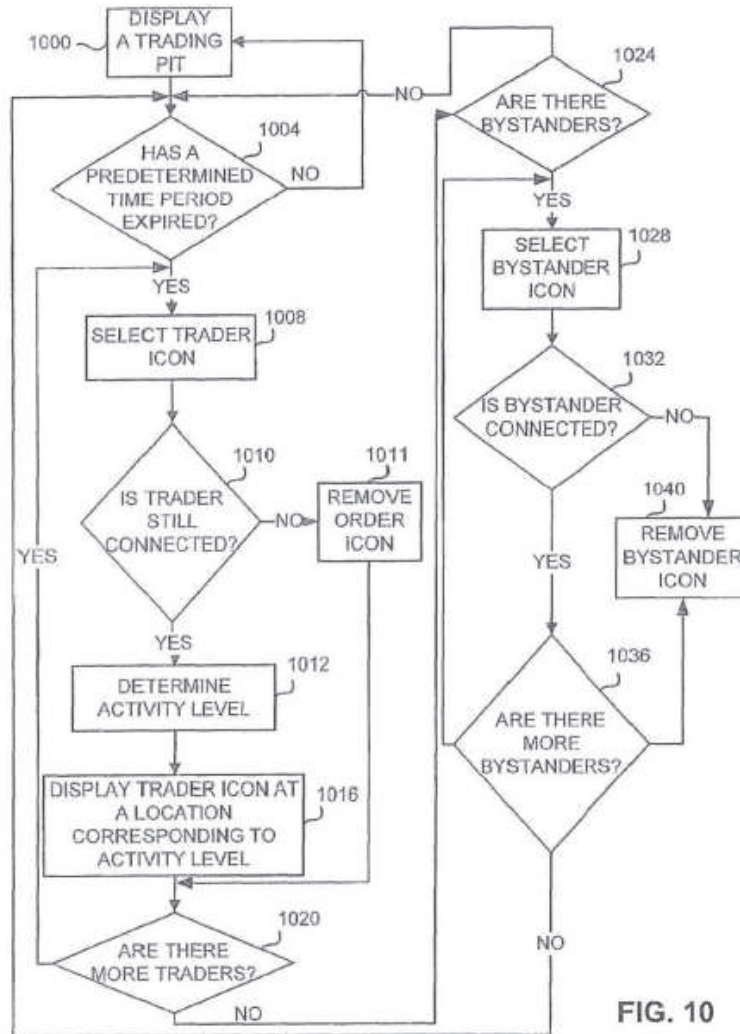 DISPLAY
A TRADING
PIT
1000
HAS A
PREDETERMINED
TIME PERIOD
EXPIRED?
1004
NO
YES
SELECT TRADER
ICON
1008
IS TRADER
STILL
CONNECTED?
1010
NO
REMOVE
ORDER
ICON
1011
YES
DETERMINE
ACTIVITY LEVEL
1012
DISPLAY TRADER ICON AT
A LOCATION
CORRESPONDING TO
ACTIVITY LEVEL
1016
ARE THERE
MORE TRADERS?
1020
YES
NO
ARE THERE
BYSTANDERS?
1024
NO
YES
SELECT
BYSTANDER
ICON
1028
IS BYSTANDER
CONNECTED?
1032
NO
1040
REMOVE
BYSTANDER
ICON
YES
ARE THERE
MORE
BYSTANDERS?
1036
NO
FIG. 10